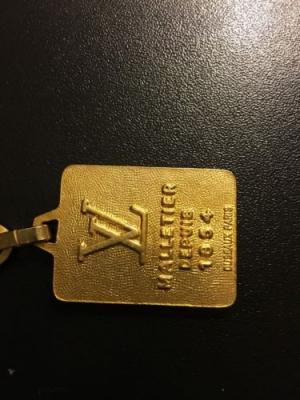 LV
MALLETIER
DEPUIS
1854